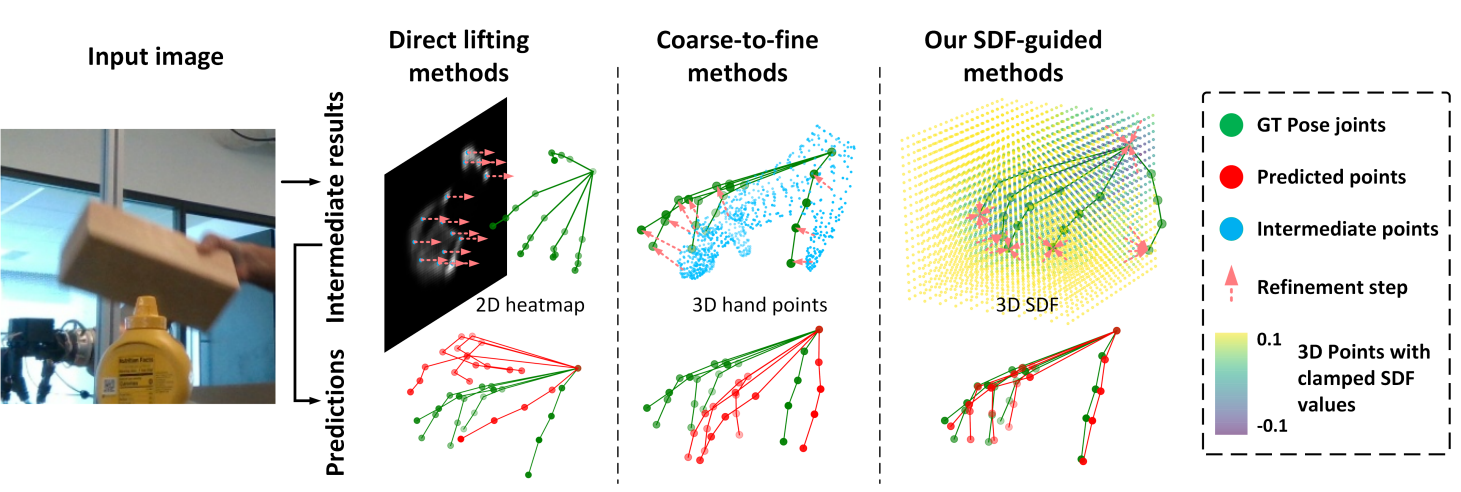 Input image
Direct lifting
methods
Coarse-to-fine
methods
Our SDF-guided
methods
Intermediate results
Predictions
2D heatmap
3D hand points
3D SDF
GT Pose joints
Predicted points
Intermediate points
Refinement step
0.1
3D Points with
clamped SDF
values
-0.1
Nutrition Facts